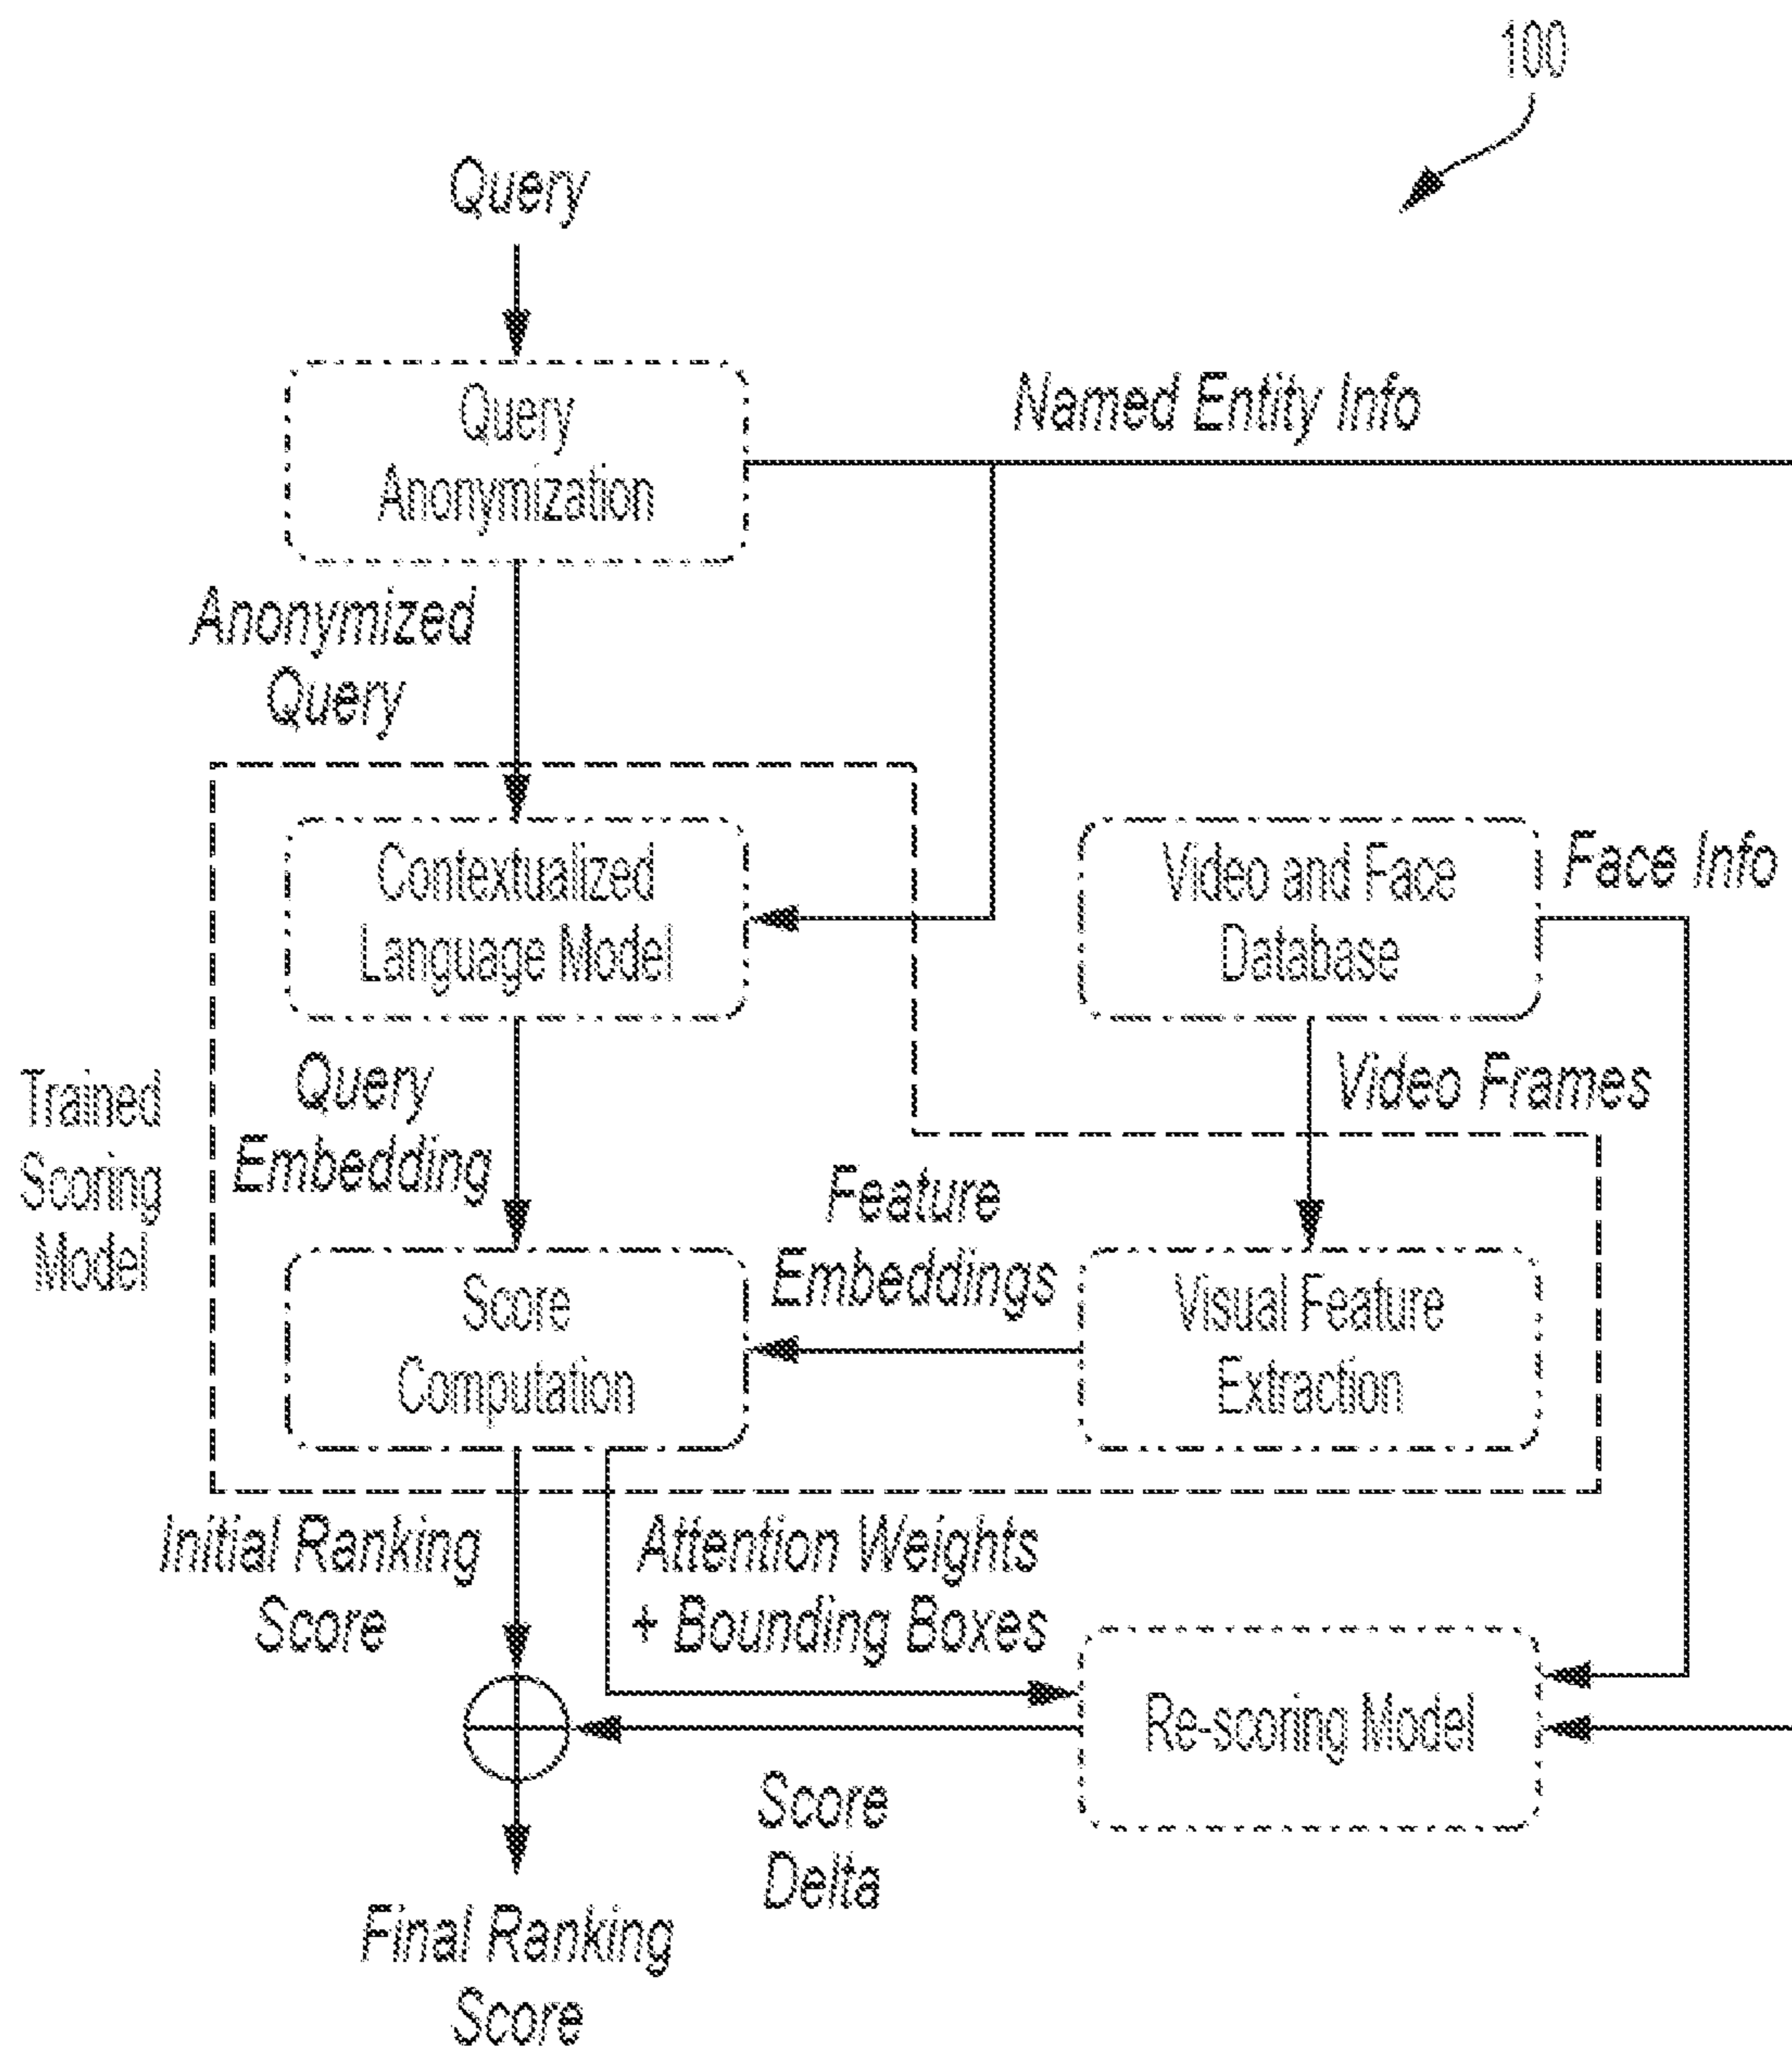 100
Query
Query
Anonymization
Named Entity Info
Anonymized
Query
Contextualized
Language Model
Video and Face
Database
Face Info
Query
Embedding
Video Frames
Trained
Scoring
Model
Feature
Embeddings
Score
Computation
Visual Feature
Extraction
Initial Ranking
Score
Attention Weights
+ Bounding Boxes
Re-scoring Model
Score
Delta
Final Ranking
Score